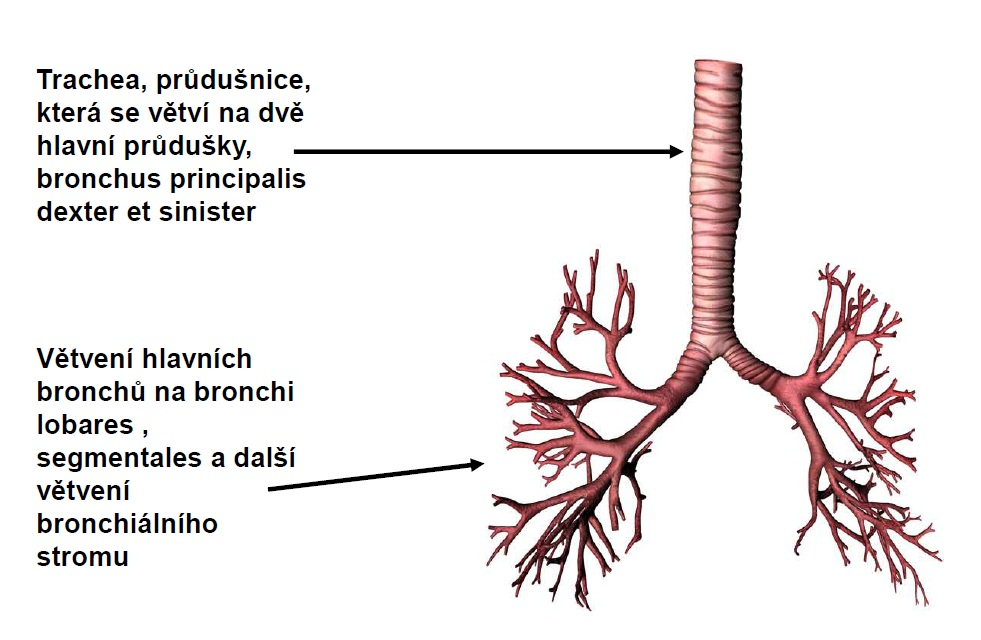 Trachea, průdušnice,
která se větví na dvě
hlavní průdušky,
bronchus principalis
dexter et sinister
Větvení hlavních
bronchů na bronchi
lobares ,
segmentales a další
větvení
bronchiálního
stromu